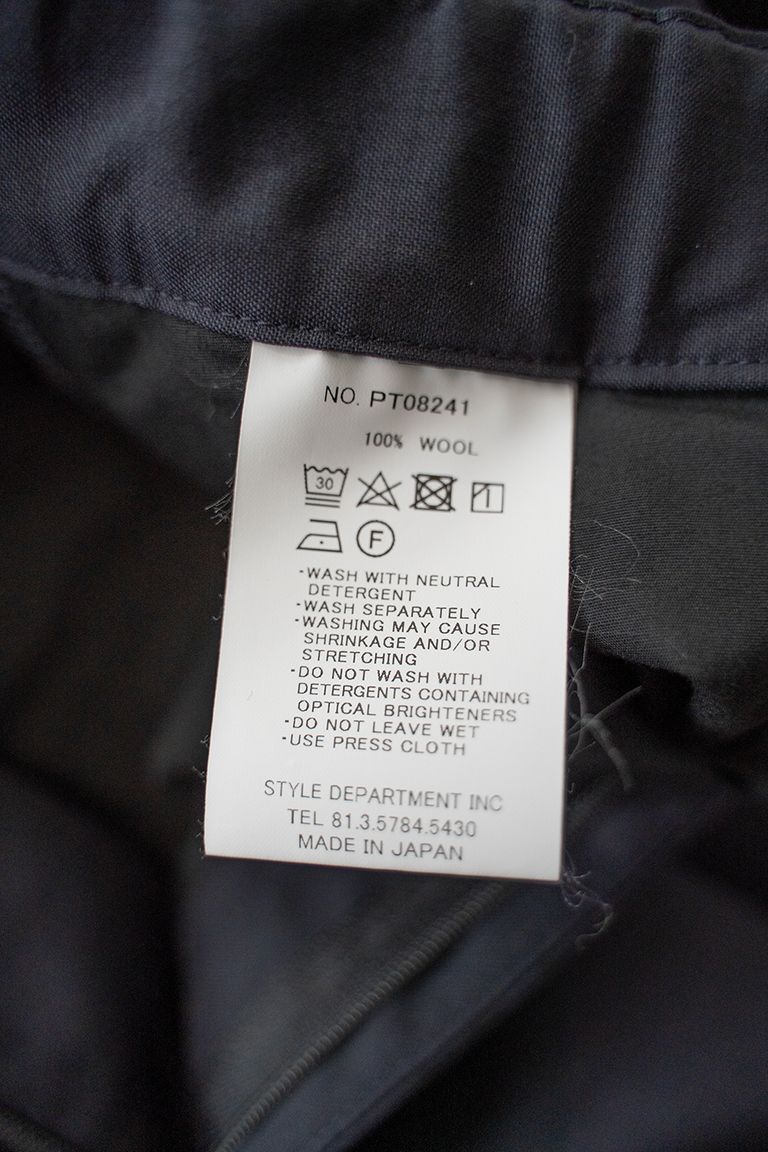 NO. PT08241
100% WOOL
30
1
F
·WASH WITH NEUTRAL
DETERGENT
·WASH SEPARATELY
·WASHING MAY CAUSE
SHRINKAGE AND/OR
STRETCHING
·DO NOT WASH WITH
DETERGENTS CONTAINING
OPTICAL BRIGHTENERS
·DO NOT LEAVE WET
·USE PRESS CLOTH
STYLE DEPARTMENT INC
TEL 81.3.5784.5430
MADE IN JAPAN